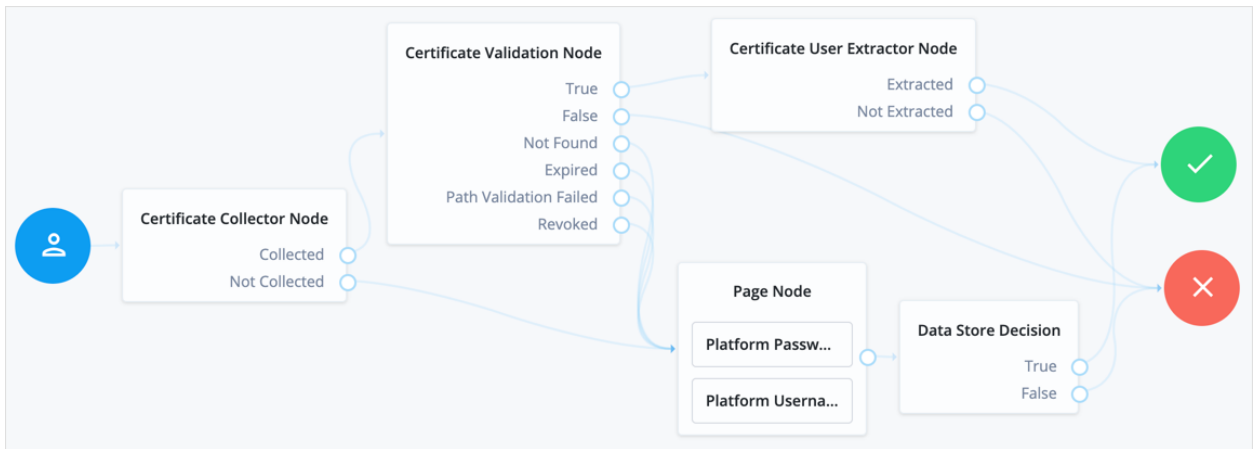 Certificate Collector Node
Collected
Not Collected
Certificate Validation Node
True
False
Not Found
Expired
Path Validation Failed
Revoked
Certificate User Extractor Node
Extracted
Not Extracted
Page Node
Platform Passw...
Platform Userna...
Data Store Decision
True
False